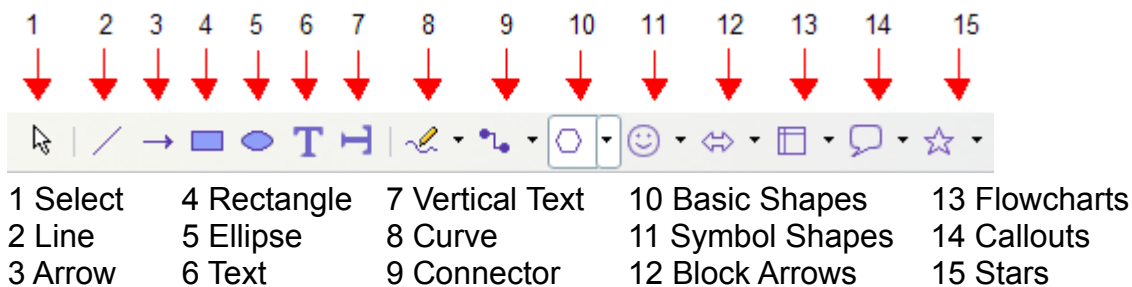 1 2 3 4 5 6 7 8 9 10 11 12 13 14 15
1 Select 4 Rectangle 7 Vertical Text 10 Basic Shapes 13 Flowcharts
2 Line 5 Ellipse 8 Curve 11 Symbol Shapes 14 Callouts
3 Arrow 6 Text 9 Connector 12 Block Arrows 15 Stars